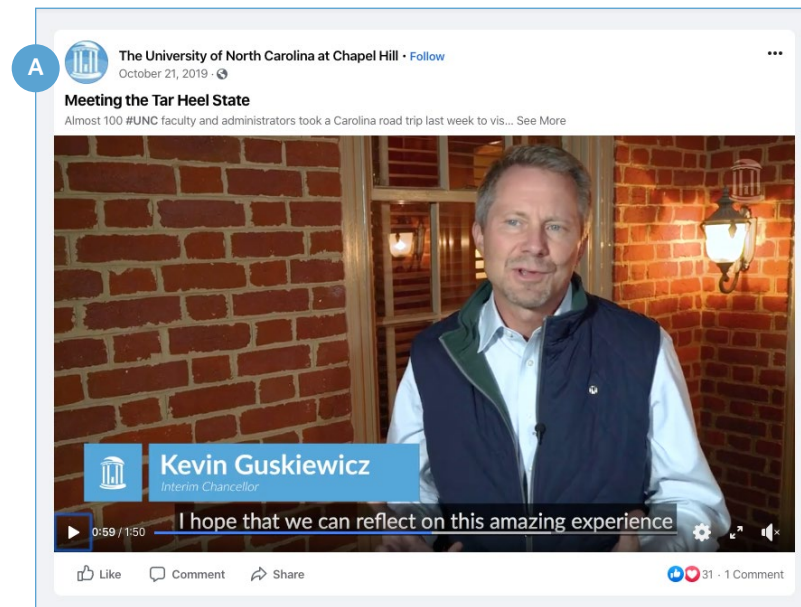 A
The University of North Carolina at Chapel Hill · Follow
October 21, 2019 ·
Meeting the Tar Heel State
Almost 100 #UNC faculty and administrators took a Carolina road trip last week to vis... See More
Kevin Guskiewicz
Interim Chancellor
I hope that we can reflect on this amazing experience
0:59 / 1:50
Like Comment Share 31 · 1 Comment